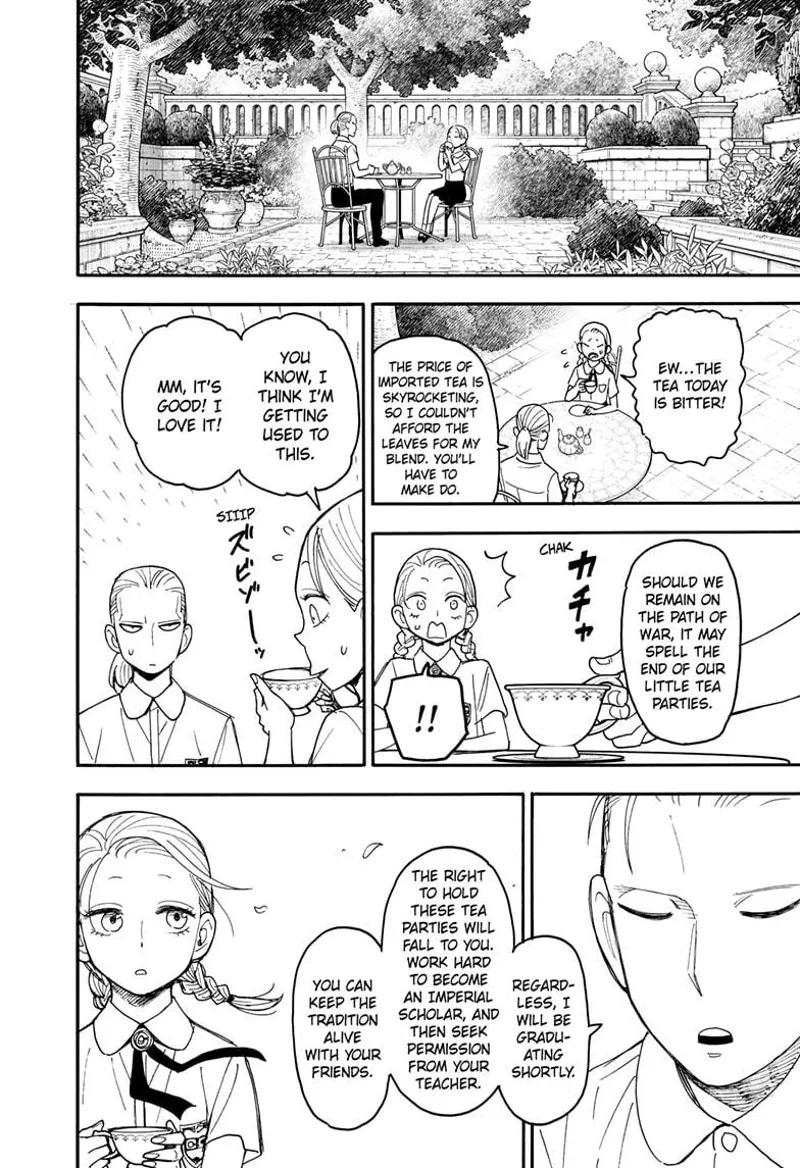 EW...THE
TEA TODAY
IS BITTER!
THE PRICE OF
IMPORTED TEA IS
SKYROCKETING,
SO I COULDN'T
AFFORD THE
LEAVES FOR MY
BLEND. YOU'LL
HAVE TO
MAKE DO.
SHOULD WE
REMAIN ON
THE PATH OF
WAR, IT MAY
SPELL THE
END OF OUR
LITTLE TEA
PARTIES.
カチャ
CHAK
!!
YOU
KNOW, I
THINK I'M
GETTING
USED TO
THIS.
MM, IT'S
GOOD! I
LOVE IT!
SIIIP
ズビゾーッ
REGARD-
LESS, I
WILL BE
GRADU-
ATING
SHORTLY.
THE RIGHT
TO HOLD
THESE TEA
PARTIES WILL
FALL TO YOU.
WORK HARD
TO BECOME
AN IMPERIAL
SCHOLAR, AND
THEN SEEK
PERMISSION
FROM YOUR
TEACHER.
YOU CAN
KEEP THE
TRADITION
ALIVE
WITH YOUR
FRIENDS.